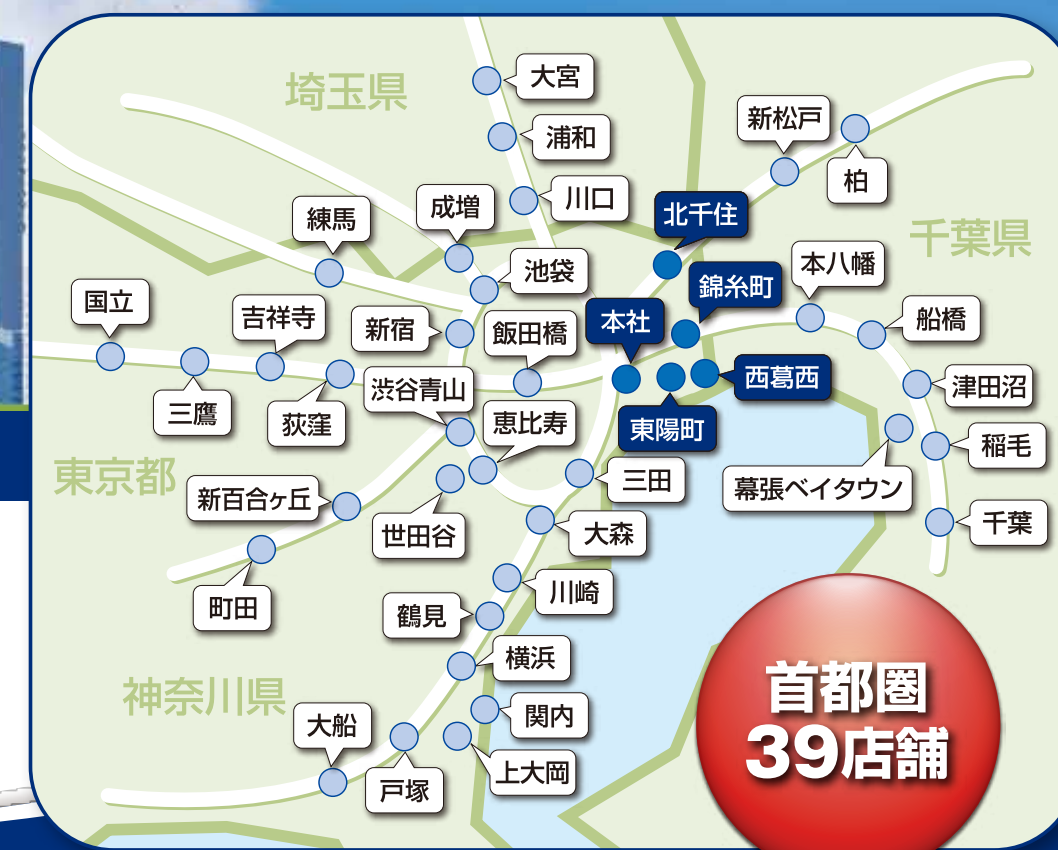 埼玉県
大宮
浦和
川口
新松戸
柏
千葉県
北千住
練馬
成増
池袋
錦糸町
本八幡
船橋
国立
吉祥寺
新宿
飯田橋
本社
西葛西
津田沼
三鷹
荻窪
渋谷青山
恵比寿
東陽町
稲毛
東京都
幕張ベイタウン
三田
新百合ヶ丘
世田谷
大森
千葉
町田
川崎
鶴見
横浜
神奈川県
関内
大船
上大岡
戸塚
首都圏
39店舗